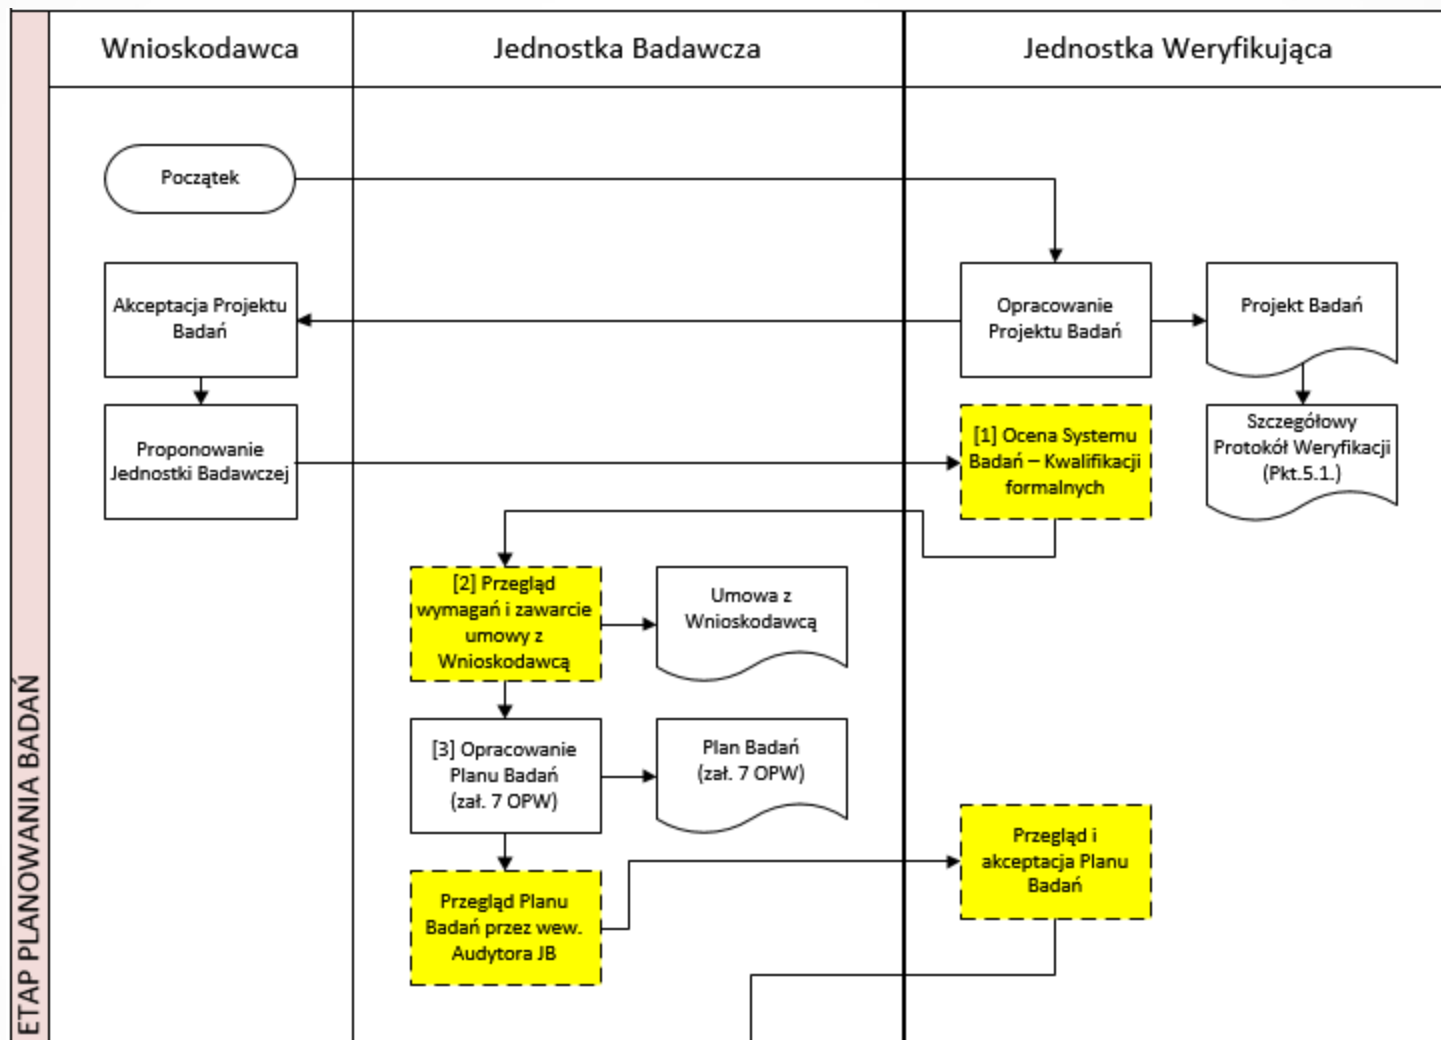 Wnioskodawca
Jednostka Badawcza
Jednostka Weryfikująca
Początek
Akceptacja Projektu
Badań
Opracowanie
Projektu Badań
Projekt Badań
Proponowanie
Jednostki Badawczej
[1] Ocena Systemu
Badań – Kwalifikacji
formalnych
Szczegółowy
Protokół Weryfikacji
(Pkt.5.1.)
[2] Przegląd
wymagań i zawarcie
umowy z
Wnioskodawcą
Umowa z
Wnioskodawcą
[3] Opracowanie
Planu Badań
(zał. 7 OPW)
Plan Badań
(zał. 7 OPW)
Przegląd Planu
Badań przez wew.
Audytora JB
Przegląd i
akceptacja Planu
Badań
ETAP PLANOWANIA BADAŃ